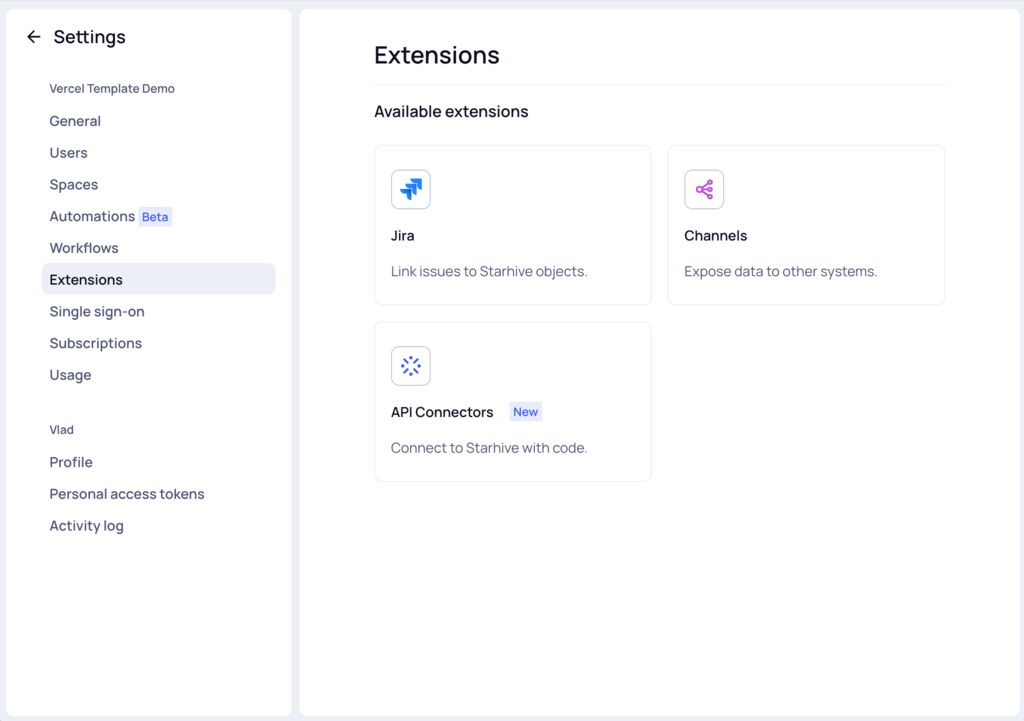 Settings
Vercel Template Demo
General
Users
Spaces
Automations Beta
Workflows
Extensions
Single sign-on
Subscriptions
Usage
Vlad
Profile
Personal access tokens
Activity log
Extensions
Available extensions
Jira
Link issues to Starhive objects.
Channels
Expose data to other systems.
API Connectors New
Connect to Starhive with code.